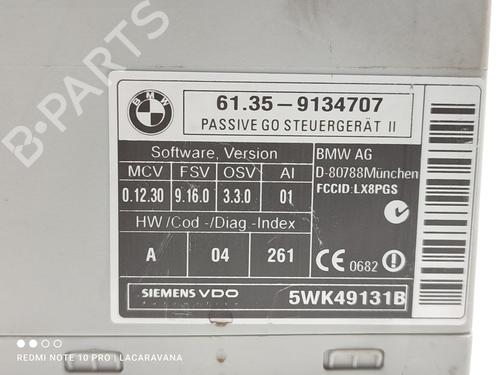 B-PARTS
BMW
61.35-9134707
PASSIVE GO STEUERGERÄT II
Software, Version
MCV FSV OSV AI
0.12.30 9.16.0 3.3.0 01
HW/Cod-/Diag.-Index
A 04 261
BMW AG
D-80788München
FCCID:LX8PGS
CE 0682
SIEMENS VDO 5WK49131B
REDMI NOTE 10 PRO | LACARAVANA